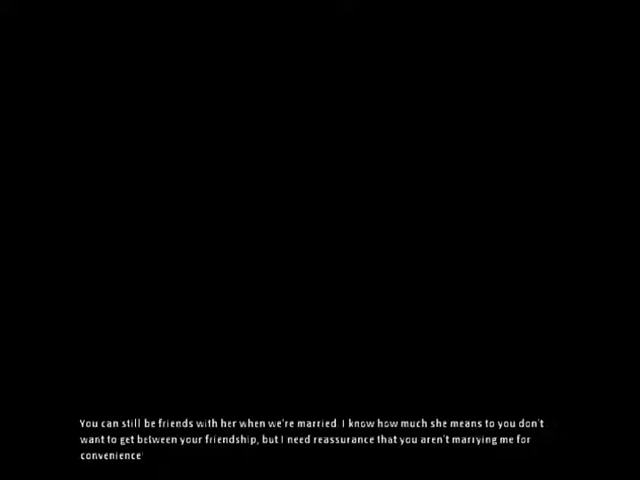 You can still be friends with her when we're married. I know how much she means to you don't
want to get between your friendship, but I need reassurance that you aren't marrying me for
convenience'